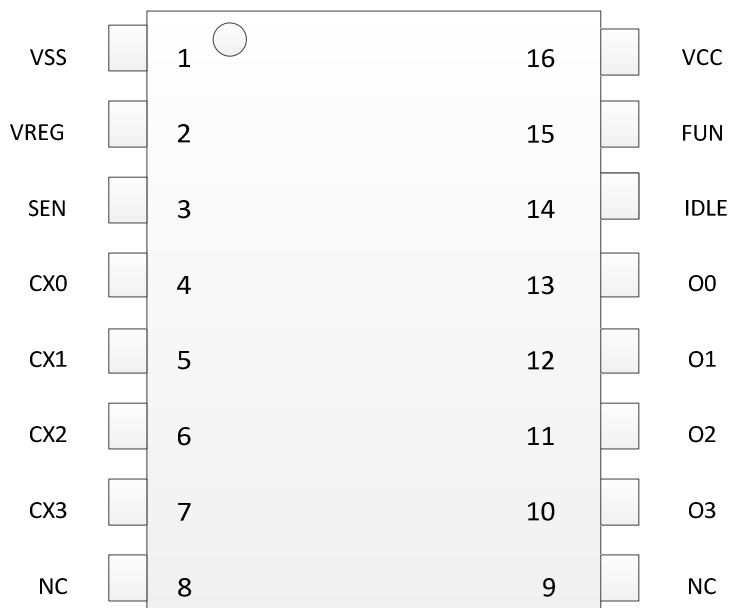 VSS 1 16 VCC
VREG 2 15 FUN
SEN 3 14 IDLE
CX0 4 13 O0
CX1 5 12 O1
CX2 6 11 O2
CX3 7 10 O3
NC 8 9 NC